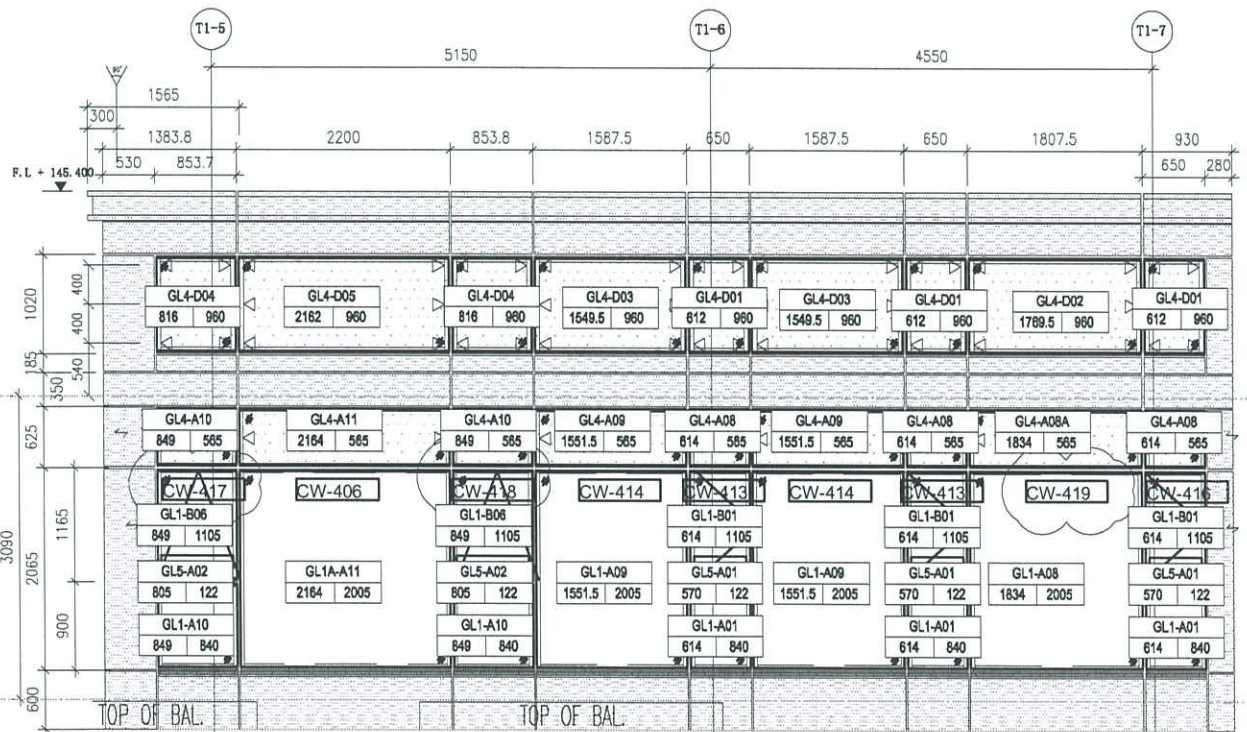 T1-5 T1-6 T1-7
5150 4550
90°
1565
300
1383.8 2200 853.8 1587.5 650 1587.5 650 1807.5 930
530 853.7 650 280
F.L + 145.400
1020 400 400 540
185
350
GL4-D04 GL4-D05 GL4-D04 GL4-D03 GL4-D01 GL4-D03 GL4-D01 GL4-D02 GL4-D01
816 960 2162 960 816 960 1549.5 960 612 960 1549.5 960 612 960 1769.5 960 612 960
625
GL4-A10 GL4-A11 GL4-A10 GL4-A09 GL4-A08 GL4-A09 GL4-A08 GL4-A08A GL4-A08
849 565 2164 565 849 565 1551.5 565 614 565 1551.5 565 614 565 1834 565 614 565
CW-417 CW-406 CW-418 CW-414 CW-413 CW-414 CW-413 CW-419 CW-416
3090 2065 1165 900
GL1-B06 GL1-B06 GL1-B01 GL1-B01 GL1-B01
849 1105 849 1105 614 1105 614 1105 614 1105
GL5-A02 GL1A-A11 GL5-A02 GL1-A09 GL5-A01 GL1-A09 GL5-A01 GL1-A08 GL5-A01
805 122 2164 2005 805 122 1551.5 2005 570 122 1551.5 2005 570 122 1834 2005 570 122
GL1-A10 GL1-A10 GL1-A01 GL1-A01 GL1-A01
849 840 849 840 614 840 614 840 614 840
600
TOP OF BAL. TOP OF BAL.